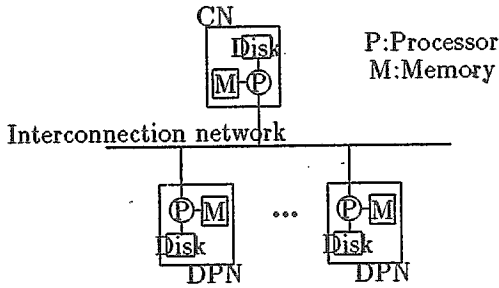 CN
Disk
P:Processor
M P
M:Memory
Interconnection network
P M ... P M
Disk Disk
DPN DPN